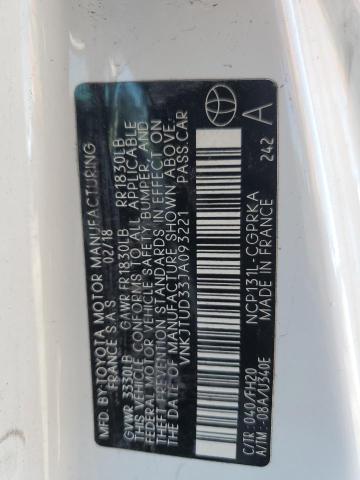 MFD. BY: TOYOTA MOTOR MANUFACTURING
FRANCE S.A.S. 02/18
GVWR 3330LB GAWR FR1830LB RR1830LB
THIS VEHICLE CONFORMS TO ALL APPLICABLE
FEDERAL MOTOR VEHICLE SAFETY BUMPER, AND
THEFT PREVENTION STANDARDS IN EFFECT ON
THE DATE OF MANUFACTURE SHOWN ABOVE.
VNKJTUD33JA093221 PASS.CAR
C/TR: 040/FH20 NCP131L-CGPRKA
A/TM: -08A/U340E MADE IN FRANCE
242
A